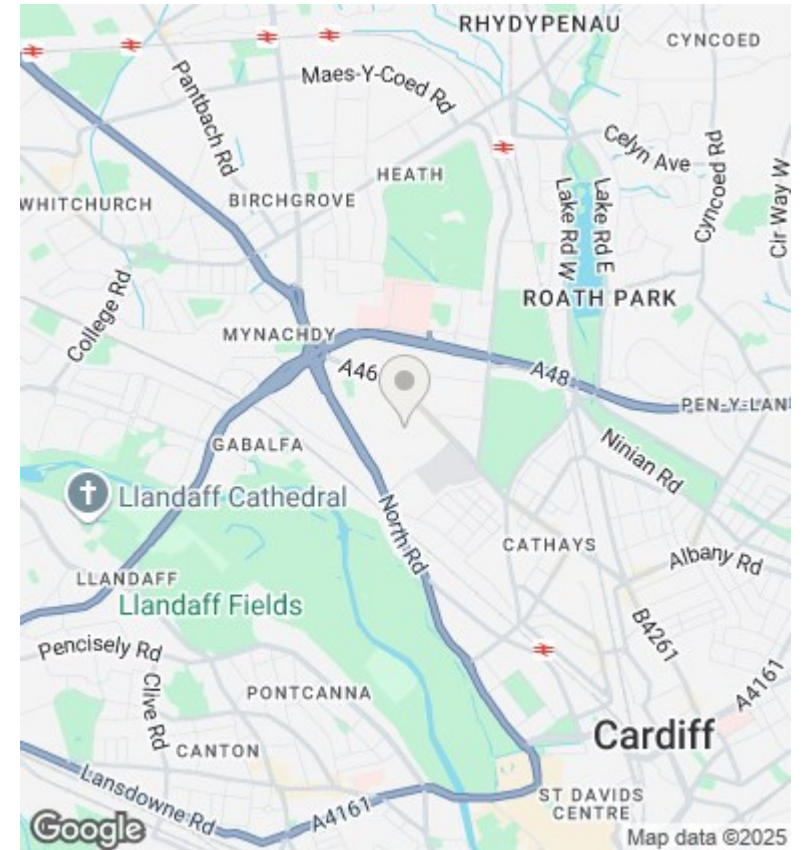 RHYDYPENAU
CYNCOED
Maes-Y-Coed Rd
Pantbach Rd
Celyn Ave
Cyncoed Rd
Clr Way W
HEATH
WHITCHURCH
BIRCHGROVE
Lake Rd W
Lake Rd E
ROATH PARK
College Rd
MYNACHDY
A46
A48
PEN-Y-LAN
GABALFA
Ninian Rd
Llandaff Cathedral
North Rd
CATHAYS
Albany Rd
LLANDAFF
Llandaff Fields
B4261
Pencisely Rd
A4161
PONTCANNA
Clive Rd
CANTON
Cardiff
Lansdowne Rd
A4161
ST DAVIDS
CENTRE
Google
Map data ©2025